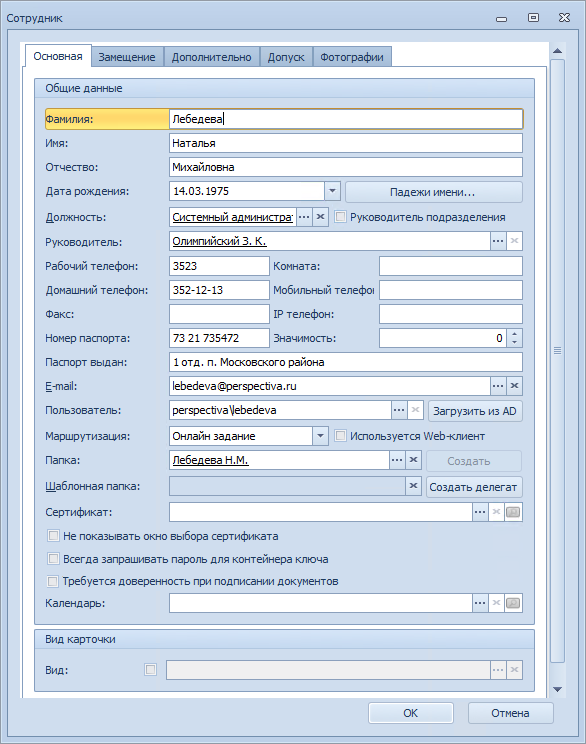 Сотрудник
Основная Замещение Дополнительно Допуск Фотографии
Общие данные
Фамилия: Лебедева
Имя: Наталья
Отчество: Михайловна
Дата рождения: 14.03.1975 Падежи имени...
Должность: Системный администрат ... Руководитель подразделения
Руководитель: Олимпийский З. К. ...
Рабочий телефон: 3523 Комната:
Домашний телефон: 352-12-13 Мобильный телефон
Факс: IP телефон:
Номер паспорта: 73 21 735472 Значимость: 0
Паспорт выдан: 1 отд. п. Московского района
E-mail: lebedeva@perspectiva.ru ...
Пользователь: perspectiva\lebedeva ... Загрузить из AD
Маршрутизация: Онлайн задание Используется Web-клиент
Папка: Лебедева Н.М. ... Создать
Шаблонная папка: Создать делегат
Сертификат: ...
Не показывать окно выбора сертификата
Всегда запрашивать пароль для контейнера ключа
Требуется доверенность при подписании документов
Календарь: ...
Вид карточки
Вид: ...
OK Отмена